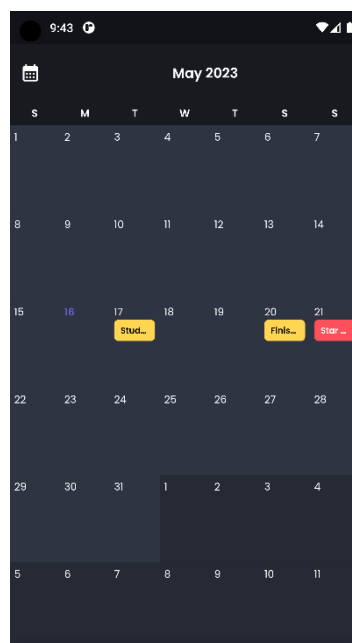 9:43
May 2023
S M T W T S S
1 2 3 4 5 6 7
8 9 10 11 12 13 14
15 16 17 18 19 20 21
Stud... Finis... Star ...
22 23 24 25 26 27 28
29 30 31 1 2 3 4
5 6 7 8 9 10 11